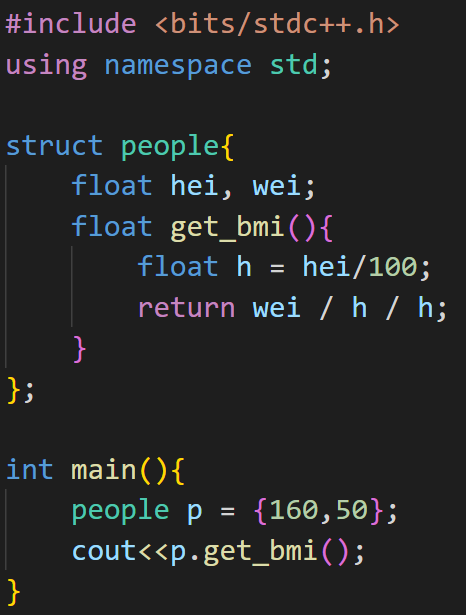 #include <bits/stdc++.h>
using namespace std;

struct people{
    float hei, wei;
    float get_bmi(){
        float h = hei/100;
        return wei / h / h;
    }
};

int main(){
    people p = {160,50};
    cout<<p.get_bmi();
}